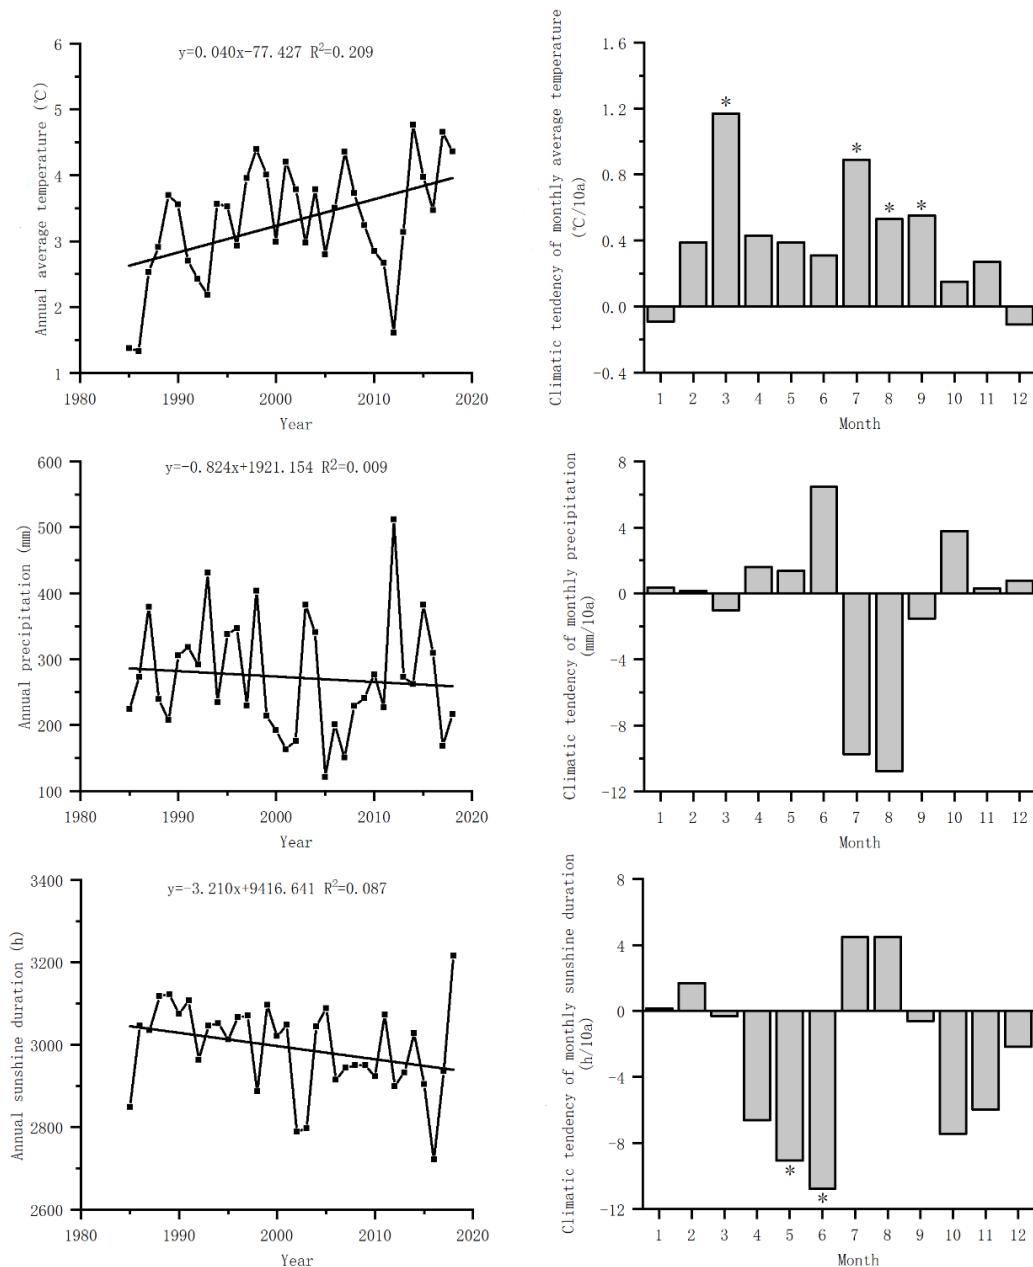 y=0.040x-77.427 R²=0.209
Annual average temperature (℃)
6
5
4
3
2
1
1980 1990 2000 2010 2020
Year
Climatic tendency of monthly average temperature
(℃/10a)
1.6
1.2
0.8
0.4
0.0
-0.4
* * * *
1 2 3 4 5 6 7 8 9 10 11 12
Month
y=-0.824x+1921.154 R²=0.009
Annual precipitation (mm)
600
500
400
300
200
100
1980 1990 2000 2010 2020
Year
Climatic tendency of monthly precipitation
(mm/10a)
8
4
0
-4
-8
-12
1 2 3 4 5 6 7 8 9 10 11 12
Month
y=-3.210x+9416.641 R²=0.087
Annual sunshine duration (h)
3400
3200
3000
2800
2600
1980 1990 2000 2010 2020
Year
Climatic tendency of monthly sunshine duration
(h/10a)
8
4
0
-4
-8
-12
* *
1 2 3 4 5 6 7 8 9 10 11 12
Month